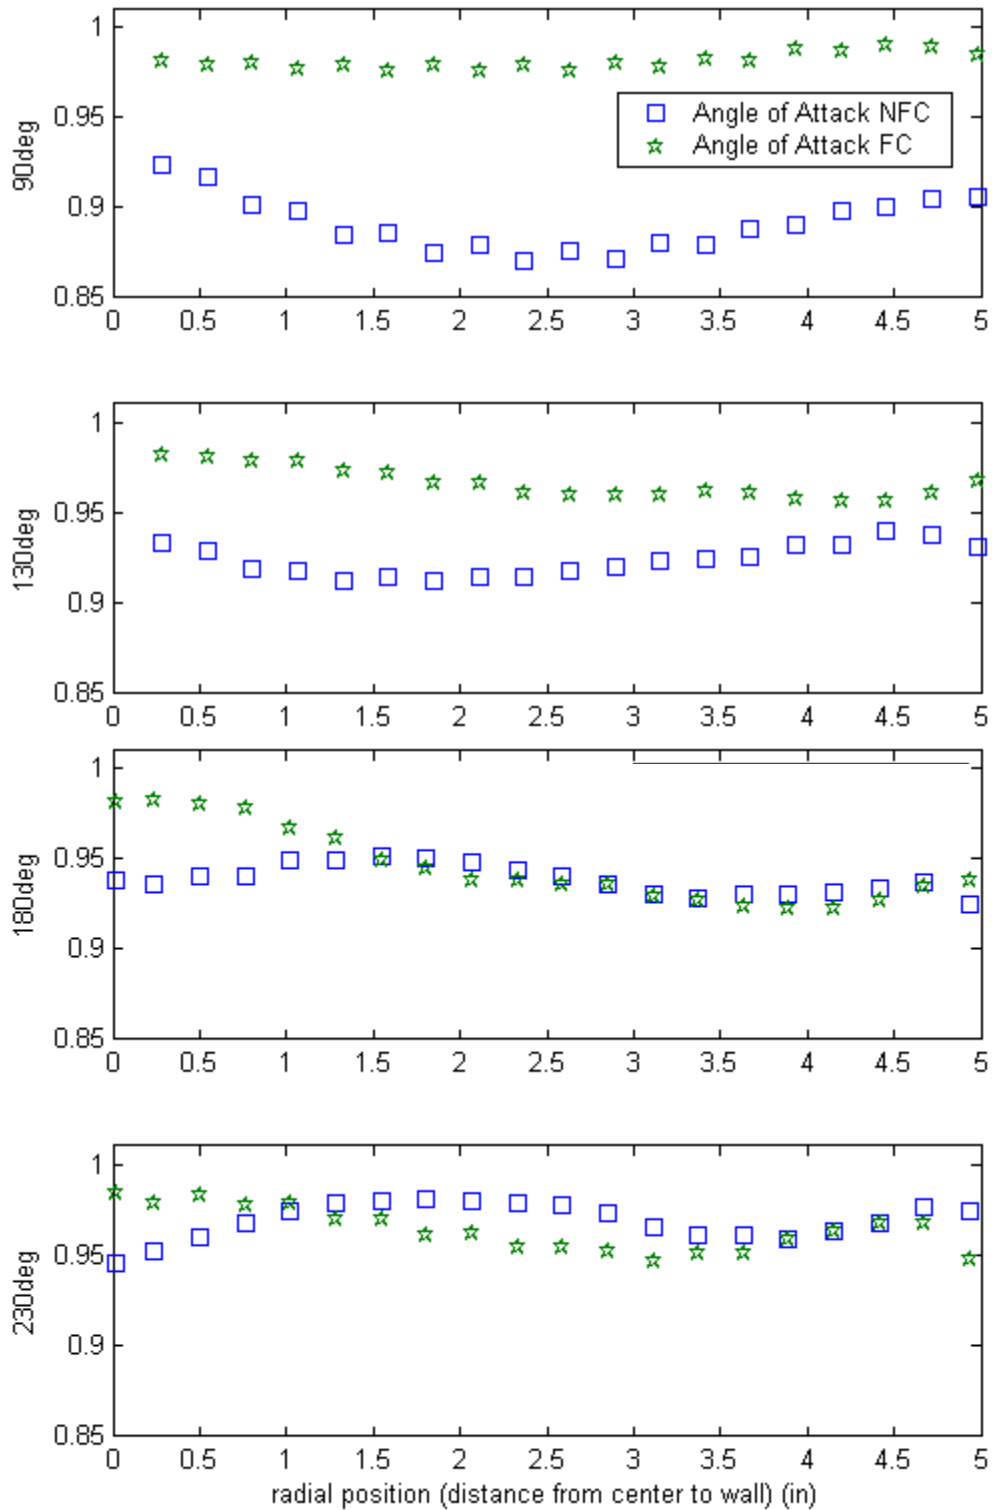 1
0.95
0.9
0.85
90deg
Angle of Attack NFC
Angle of Attack FC
0 0.5 1 1.5 2 2.5 3 3.5 4 4.5 5
1
0.95
0.9
0.85
130deg
0 0.5 1 1.5 2 2.5 3 3.5 4 4.5 5
1
0.95
0.9
0.85
180deg
0 0.5 1 1.5 2 2.5 3 3.5 4 4.5 5
1
0.95
0.9
0.85
230deg
0 0.5 1 1.5 2 2.5 3 3.5 4 4.5 5
radial position (distance from center to wall) (in)